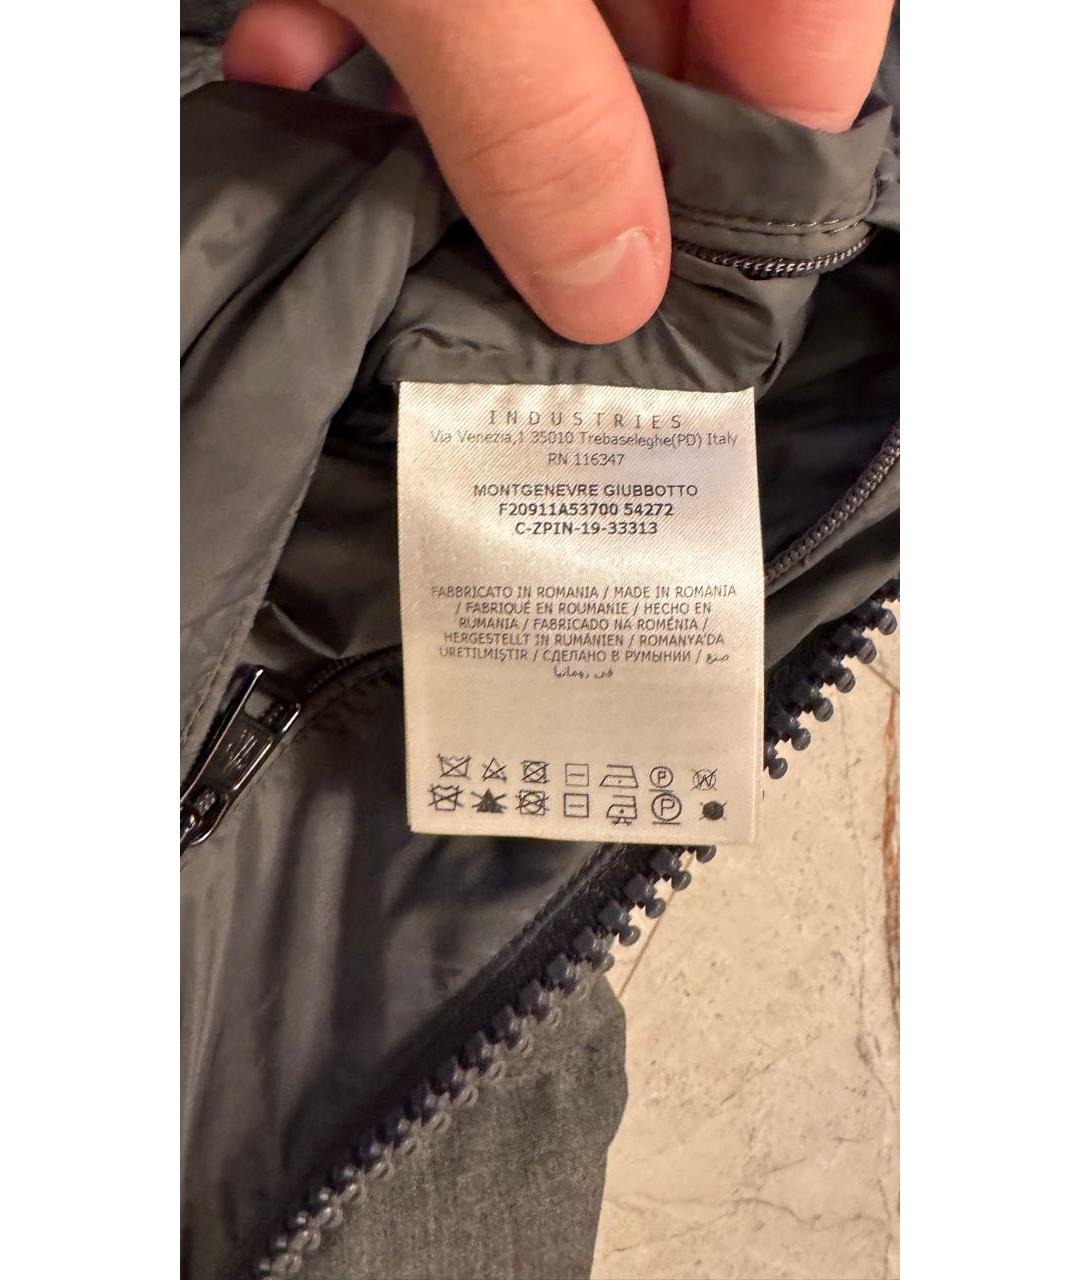 INDUSTRIES
Via Venezia,1 35010 Trebaseleghe(PD) Italy
RN 116347
MONTGENEVRE GIUBBOTTO
F20911A53700 54272
C-ZPIN-19-33313
FABBRICATO IN ROMANIA / MADE IN ROMANIA
/ FABRIQUÉ EN ROUMANIE / HECHO EN
RUMANIA / FABRICADO NA ROMÉNIA /
HERGESTELLT IN RUMÄNIEN / ROMANYA'DA
ÜRETILMIŞTIR / СДЕЛАНО В РУМЫНИИ / صنع
في رومانيا
P W
P